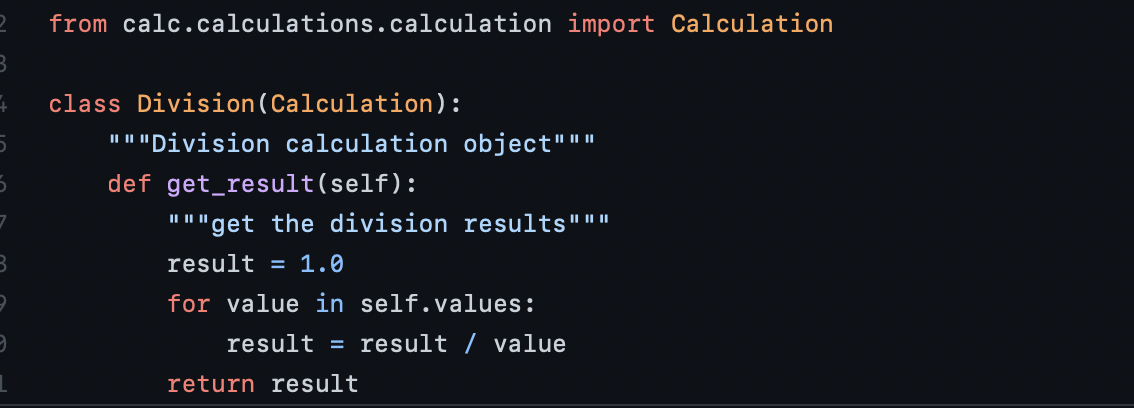 2 from calc.calculations.calculation import Calculation
3
4 class Division(Calculation):
5     """Division calculation object"""
6     def get_result(self):
7         """get the division results"""
8         result = 1.0
9         for value in self.values:
0             result = result / value
1         return result